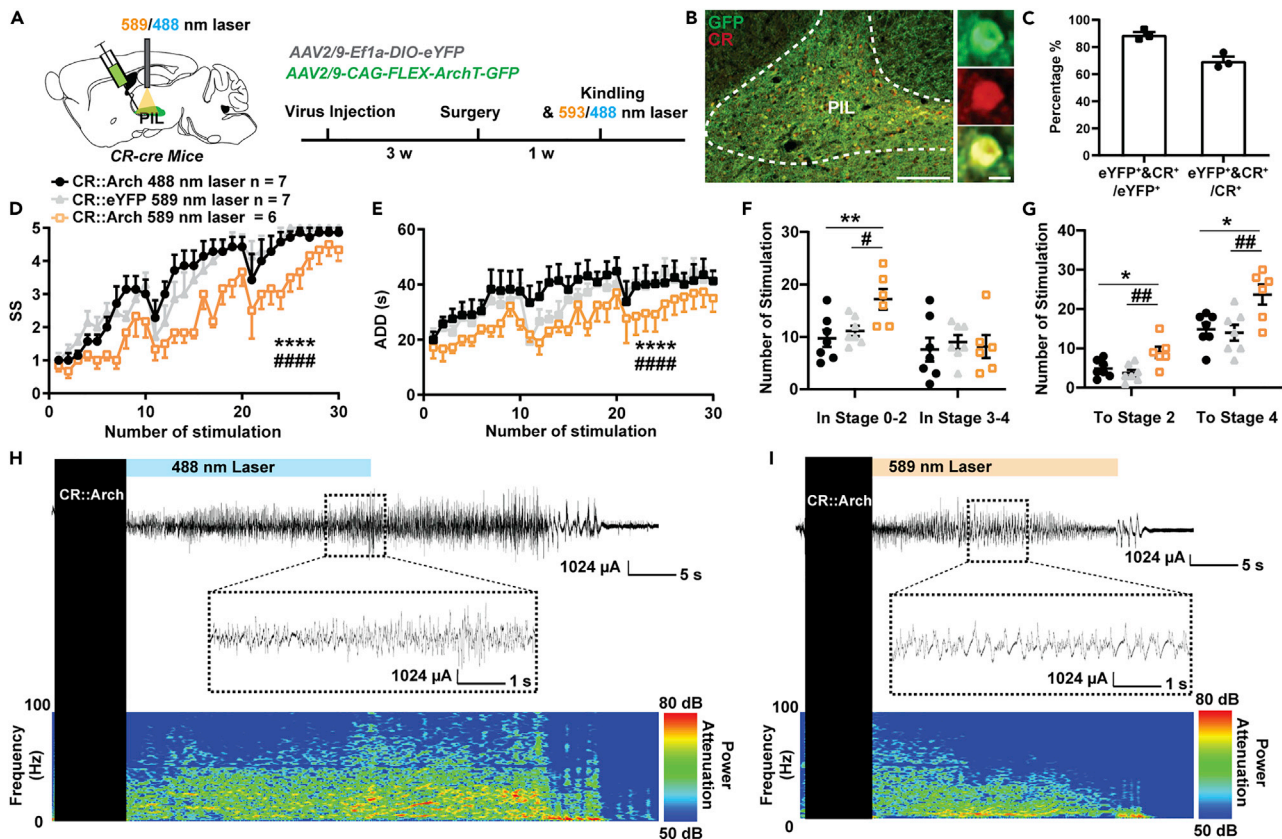 A
589/488 nm laser
PIL
CR-cre Mice
AAV2/9-Ef1a-DIO-eYFP
AAV2/9-CAG-FLEX-ArchT-GFP
Virus Injection
Surgery
Kindling
& 593/488 nm laser
3 w
1 w
B
GFP
CR
PIL
C
Percentage %
100
80
60
40
20
0
eYFP⁺&CR⁺
/eYFP⁺
eYFP⁺&CR⁺
/CR⁺
CR::Arch 488 nm laser n = 7
CR::eYFP 589 nm laser n = 7
CR::Arch 589 nm laser = 6
D
SS
5
4
3
2
1
0
0
10
20
30
Number of stimulation
****
####
E
ADD (s)
60
40
20
0
0
10
20
30
Number of stimulation
****
####
F
Number of Stimulation
30
20
10
0
**
#
In Stage 0-2
In Stage 3-4
G
Number of Stimulation
40
30
20
10
0
*
##
*
##
To Stage 2
To Stage 4
H
488 nm Laser
CR::Arch
1024 µA
5 s
1024 µA
1 s
100
Frequency
(Hz)
0
80 dB
Power
Attenuation
50 dB
I
589 nm Laser
CR::Arch
1024 µA
5 s
1024 µA
1 s
100
Frequency
(Hz)
0
80 dB
Power
Attenuation
50 dB